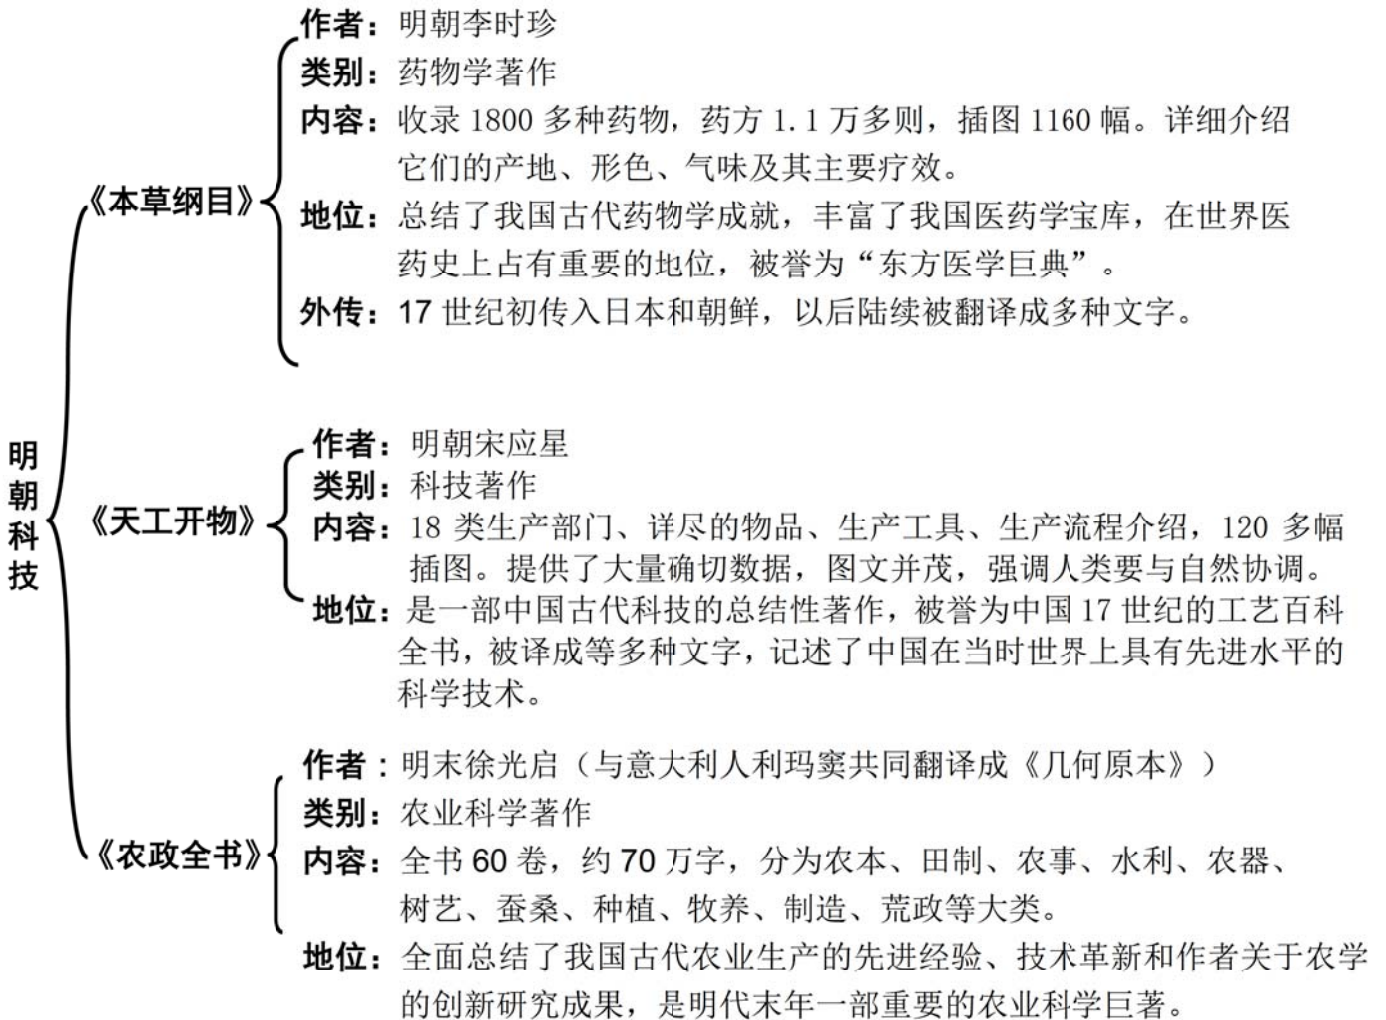 明朝科技
《本草纲目》
作者：明朝李时珍
类别：药物学著作
内容：收录 1800 多种药物，药方 1.1 万多则，插图 1160 幅。详细介绍
它们的产地、形色、气味及其主要疗效。
地位：总结了我国古代药物学成就，丰富了我国医药学宝库，在世界医
药史上占有重要的地位，被誉为“东方医学巨典”。
外传：17 世纪初传入日本和朝鲜，以后陆续被翻译成多种文字。
《天工开物》
作者：明朝宋应星
类别：科技著作
内容：18 类生产部门、详尽的物品、生产工具、生产流程介绍，120 多幅
插图。提供了大量确切数据，图文并茂，强调人类要与自然协调。
地位：是一部中国古代科技的总结性著作，被誉为中国 17 世纪的工艺百科
全书，被译成等多种文字，记述了中国在当时世界上具有先进水平的
科学技术。
《农政全书》
作者：明末徐光启（与意大利人利玛窦共同翻译成《几何原本》）
类别：农业科学著作
内容：全书 60 卷，约 70 万字，分为农本、田制、农事、水利、农器、
树艺、蚕桑、种植、牧养、制造、荒政等大类。
地位：全面总结了我国古代农业生产的先进经验、技术革新和作者关于农学
的创新研究成果，是明代末年一部重要的农业科学巨著。